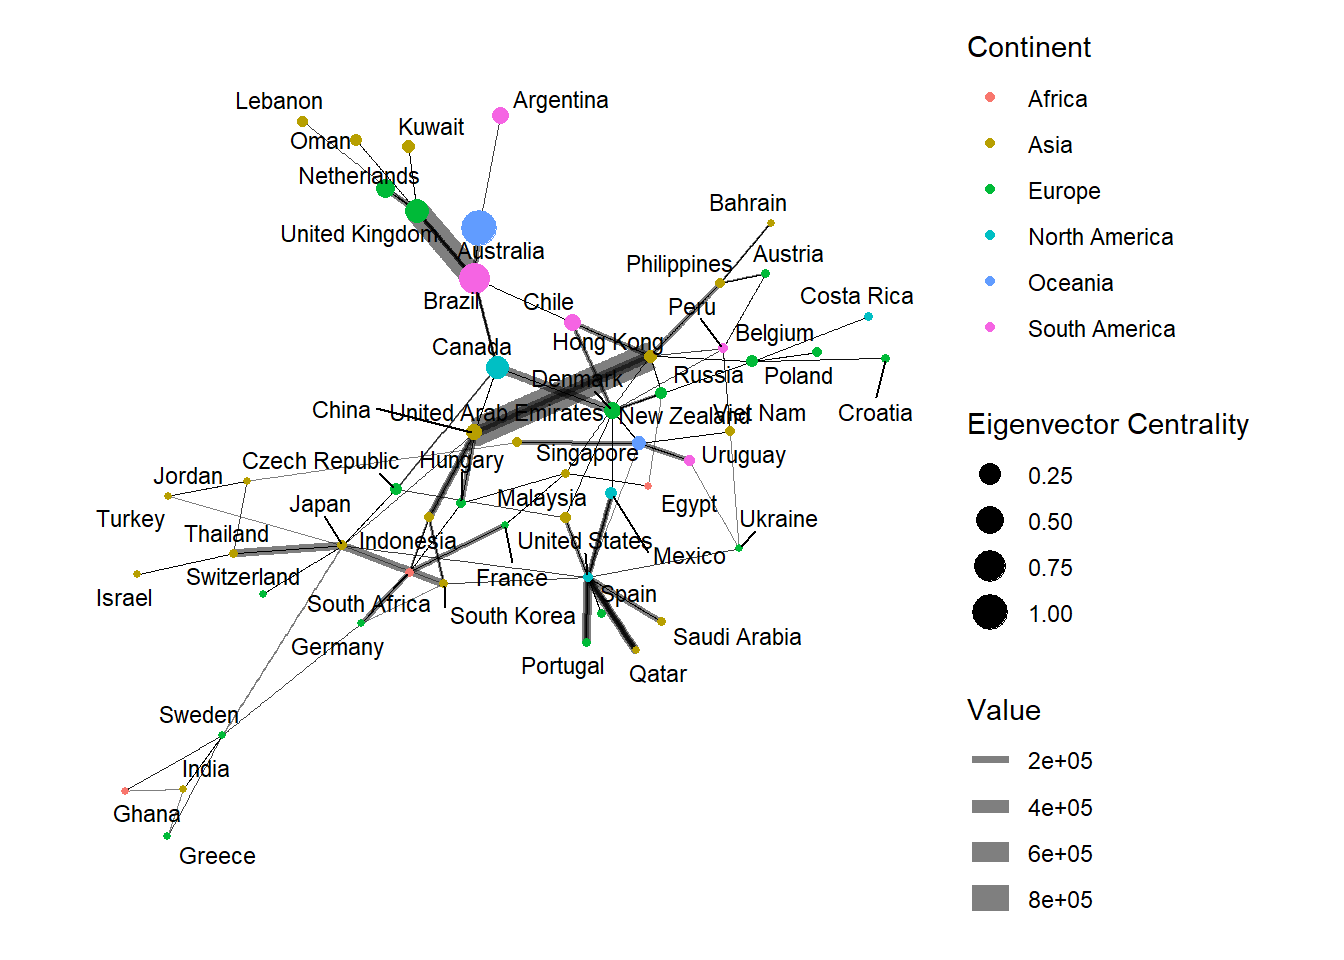 Continent
Africa
Asia
Europe
North America
Oceania
South America
Eigenvector Centrality
0.25
0.50
0.75
1.00
Value
2e+05
4e+05
6e+05
8e+05
Lebanon
Argentina
Oman
Kuwait
Netherlands
Bahrain
United Kingdom
Australia
Austria
Philippines
Brazil
Chile
Peru
Costa Rica
Belgium
Canada
Hong Kong
Denmark
Russia
Poland
China
United Arab Emirates
New Zealand
Viet Nam
Croatia
Czech Republic
Hungary
Singapore
Uruguay
Jordan
Turkey
Japan
Malaysia
Egypt
Ukraine
Thailand
Indonesia
United States
Mexico
Switzerland
France
Israel
South Africa
South Korea
Spain
Saudi Arabia
Germany
Portugal
Qatar
Sweden
India
Ghana
Greece